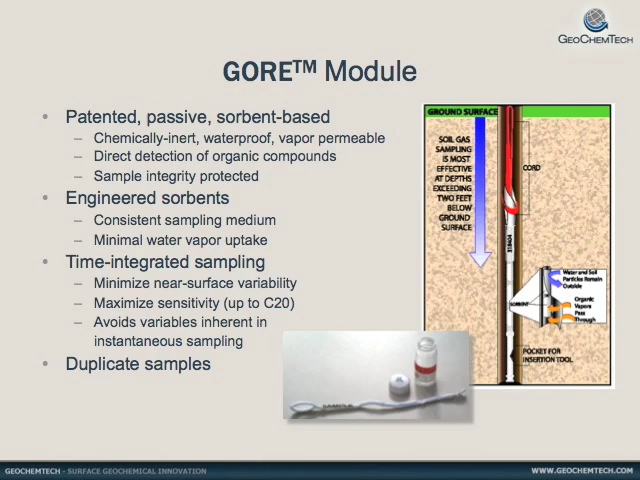 GEOCHEMTECH
GORE™ Module
• Patented, passive, sorbent-based
– Chemically-inert, waterproof, vapor permeable
– Direct detection of organic compounds
– Sample integrity protected
• Engineered sorbents
– Consistent sampling medium
– Minimal water vapor uptake
• Time-integrated sampling
– Minimize near-surface variability
– Maximize sensitivity (up to C20)
– Avoids variables inherent in
instantaneous sampling
• Duplicate samples
GROUND SURFACE
SOIL GAS
SAMPLING IS
MOST
EFFECTIVE
AT DEPTHS
EXCEEDING
TWO FEET
BELOW
GROUND
SURFACE
CORD
318404
SORBENT
Water and Soil
Particles Remain
Outside
Organic
Vapors
Pass
Through
POCKET FOR
INSERTION TOOL
GEOCHEMTECH - SURFACE GEOCHEMICAL INNOVATION
WWW.GEOCHEMTECH.COM